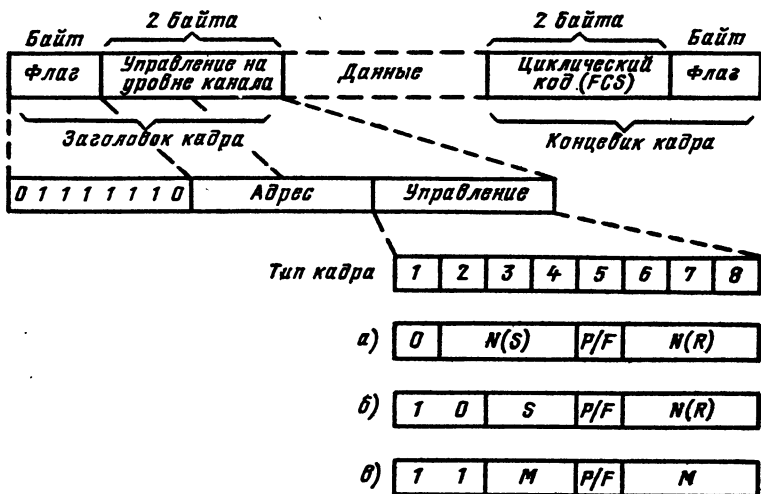 2 байта
2 байта
Байт
Байт
Флаг
Управление на
уровне канала
Данные
Циклический
код (FCS)
Флаг
Заголовок кадра
Концевик кадра
0 1 1 1 1 1 1 0
Адрес
Управление
Тип кадра 1 2 3 4 5 6 7 8
а) 0 N(S) P/F N(R)
б) 1 0 S P/F N(R)
в) 1 1 M P/F M